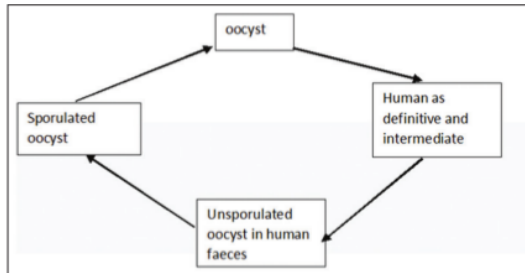 oocyst
Human as
definitive and
intermediate
Sporulated
oocyst
Unsporulated
oocyst in human
faeces